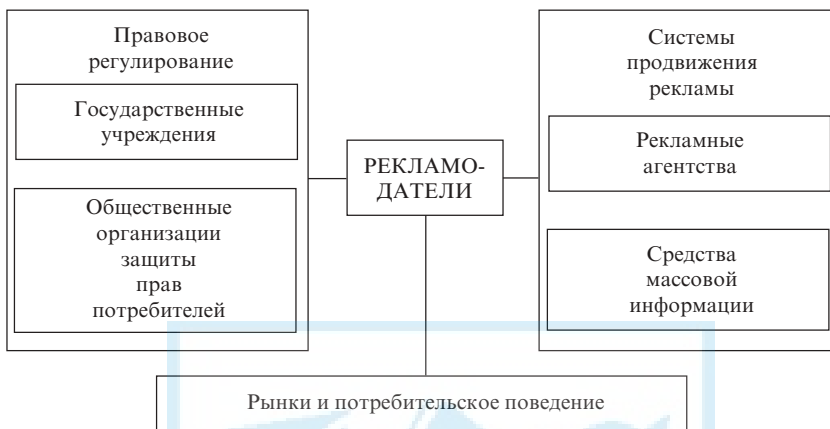 Правовое
регулирование
Государственные
учреждения
Общественные
организации
защиты
прав
потребителей
РЕКЛАМО-
ДАТЕЛИ
Системы
продвижения
рекламы
Рекламные
агентства
Средства
массовой
информации
Рынки и потребительское поведение